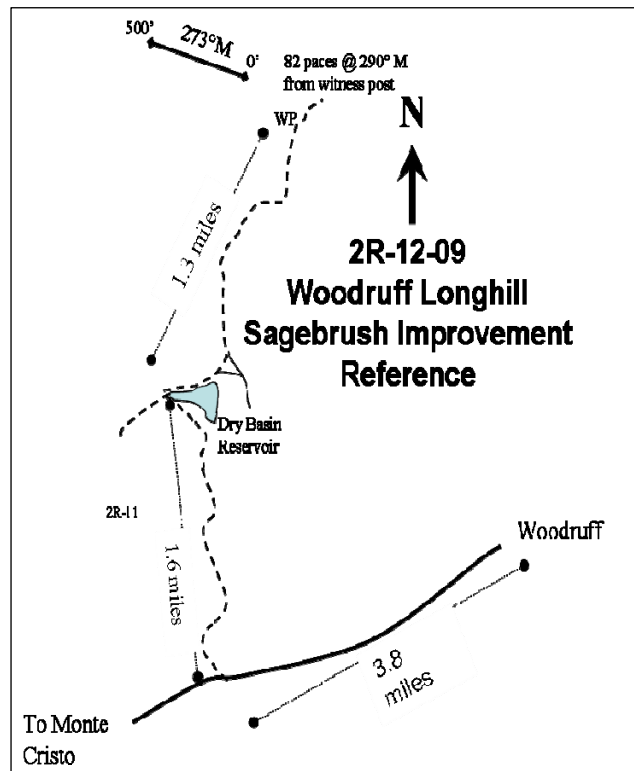 500'
273°M
0'
82 paces @ 290° M
from witness post
WP
N
1.3 miles
2R-12-09
Woodruff Longhill
Sagebrush Improvement
Reference
Dry Basin
Reservoir
2R-11
1.6 miles
Woodruff
3.8
miles
To Monte
Cristo